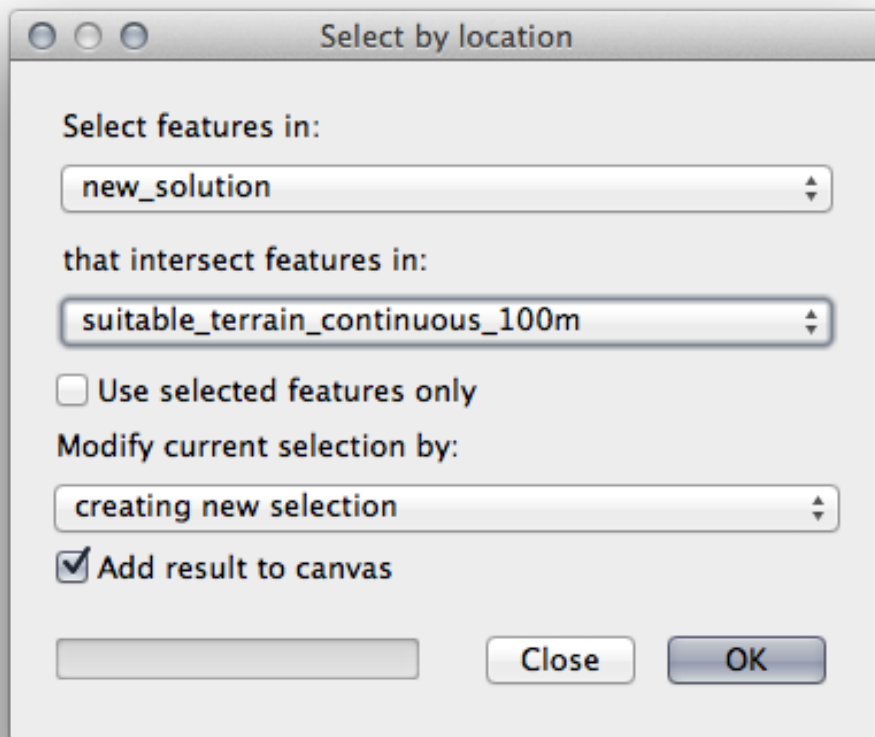 Select by location
Select features in:
new_solution
that intersect features in:
suitable_terrain_continuous_100m
Use selected features only
Modify current selection by:
creating new selection
Add result to canvas
Close OK